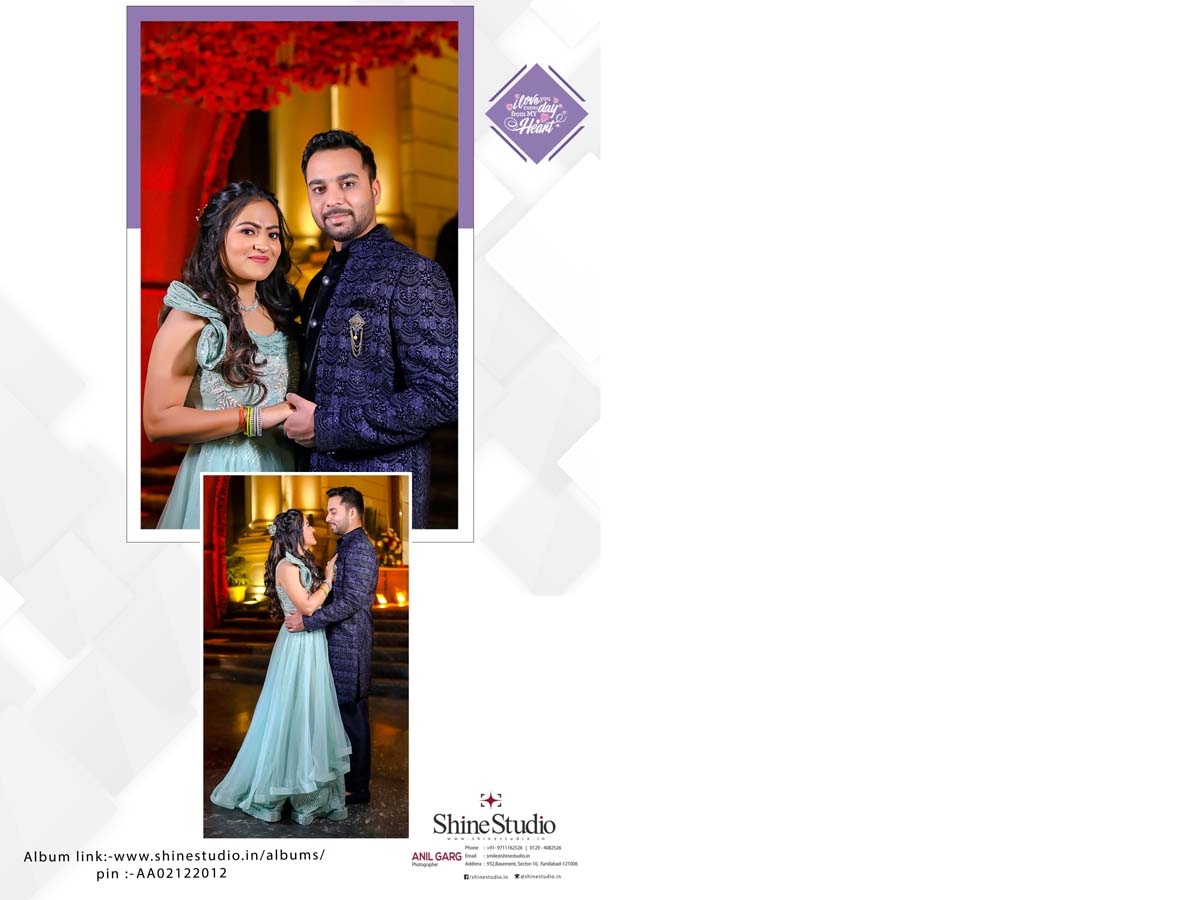 i love you
EVERY day
from MY
Heart
Shine Studio
www.shinestudio.in
ANIL GARG
Photographer
Phone : +91- 9711162526 | 0129 - 4082526
Email : smile@shinestudio.in
Address : 932,Basement, Sector-10, Faridabad-121006
/shinestudio.in @shinestudio.in
Album link:-www.shinestudio.in/albums/
pin :-AA02122012